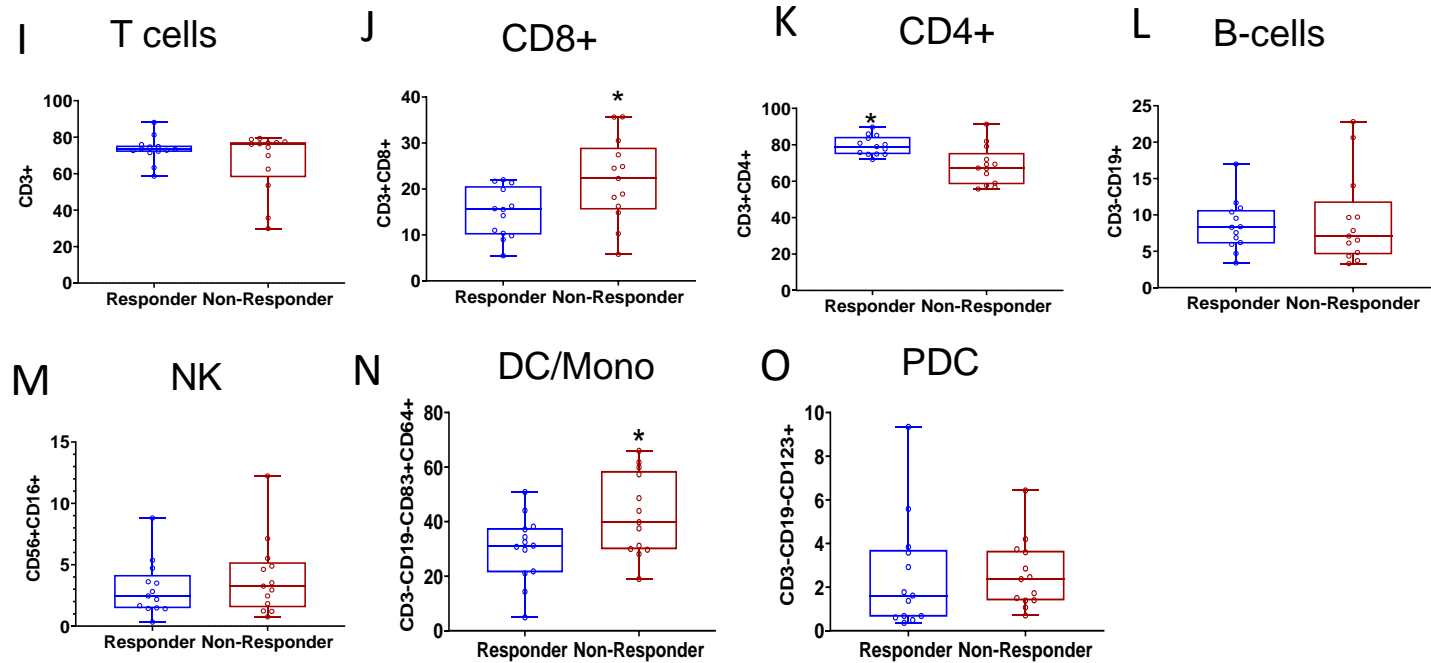 I T cells
CD3+
100
80
60
40
20
0
Responder Non-Responder
J CD8+
CD3+CD8+
40
30
20
10
0
*
Responder Non-Responder
K CD4+
CD3+CD4+
100
80
60
40
20
0
*
Responder Non-Responder
L B-cells
CD3-CD19+
25
20
15
10
5
0
Responder Non-Responder
M NK
CD56+CD16+
15
10
5
0
Responder Non-Responder
N DC/Mono
CD3-CD19-CD83+CD64+
80
60
40
20
0
*
Responder Non-Responder
O PDC
CD3-CD19-CD123+
10
8
6
4
2
0
Responder Non-Responder